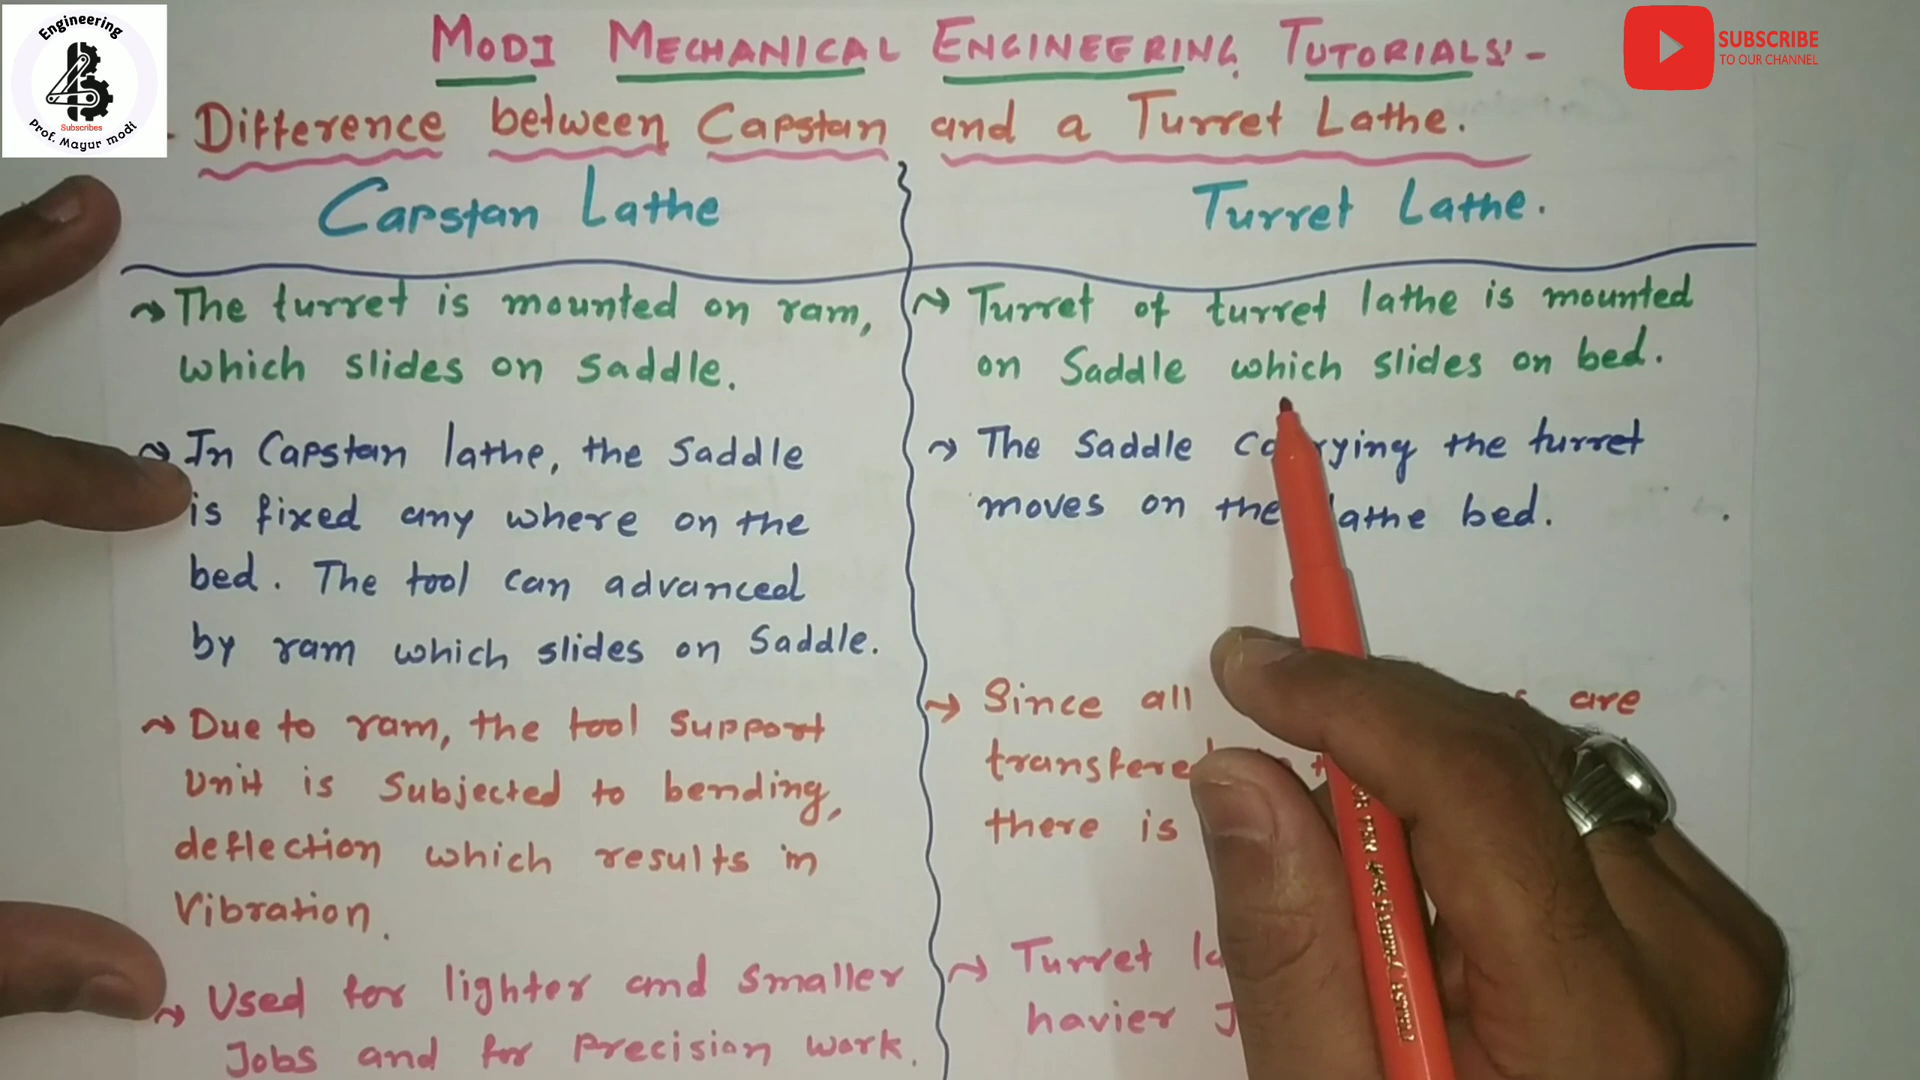 Engineering
Subscribes
Prof. Mayur modi
SUBSCRIBE
TO OUR CHANNEL
MODI MECHANICAL ENGINEERING TUTORIALS:-
Difference between Capstan and a Turret Lathe.
Capstan Lathe
The turret is mounted on ram,
which slides on saddle.
In Capstan lathe, the saddle
is fixed any where on the
bed. The tool can advanced
by ram which slides on Saddle.
Due to ram, the tool support
unit is subjected to bending,
deflection which results in
vibration.
Used for lighter and smaller
Jobs and for precision work.
Turret Lathe.
Turret of turret lathe is mounted
on Saddle which slides on bed.
The saddle carrying the turret
moves on the lathe bed.
Since all are
there is
Turret
havier